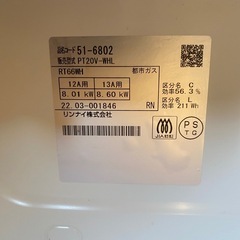 品名コード 51-6802
販売型式 PT20V-WHL
RT66WH 都市ガス
12A用 13A用
8.01 kW 8.60 kW
22.03-001846 RN
リンナイ株式会社
区分名 C
効率56.3 %
区分名 L
効率 211 Wh
JIA認証
PS
TG